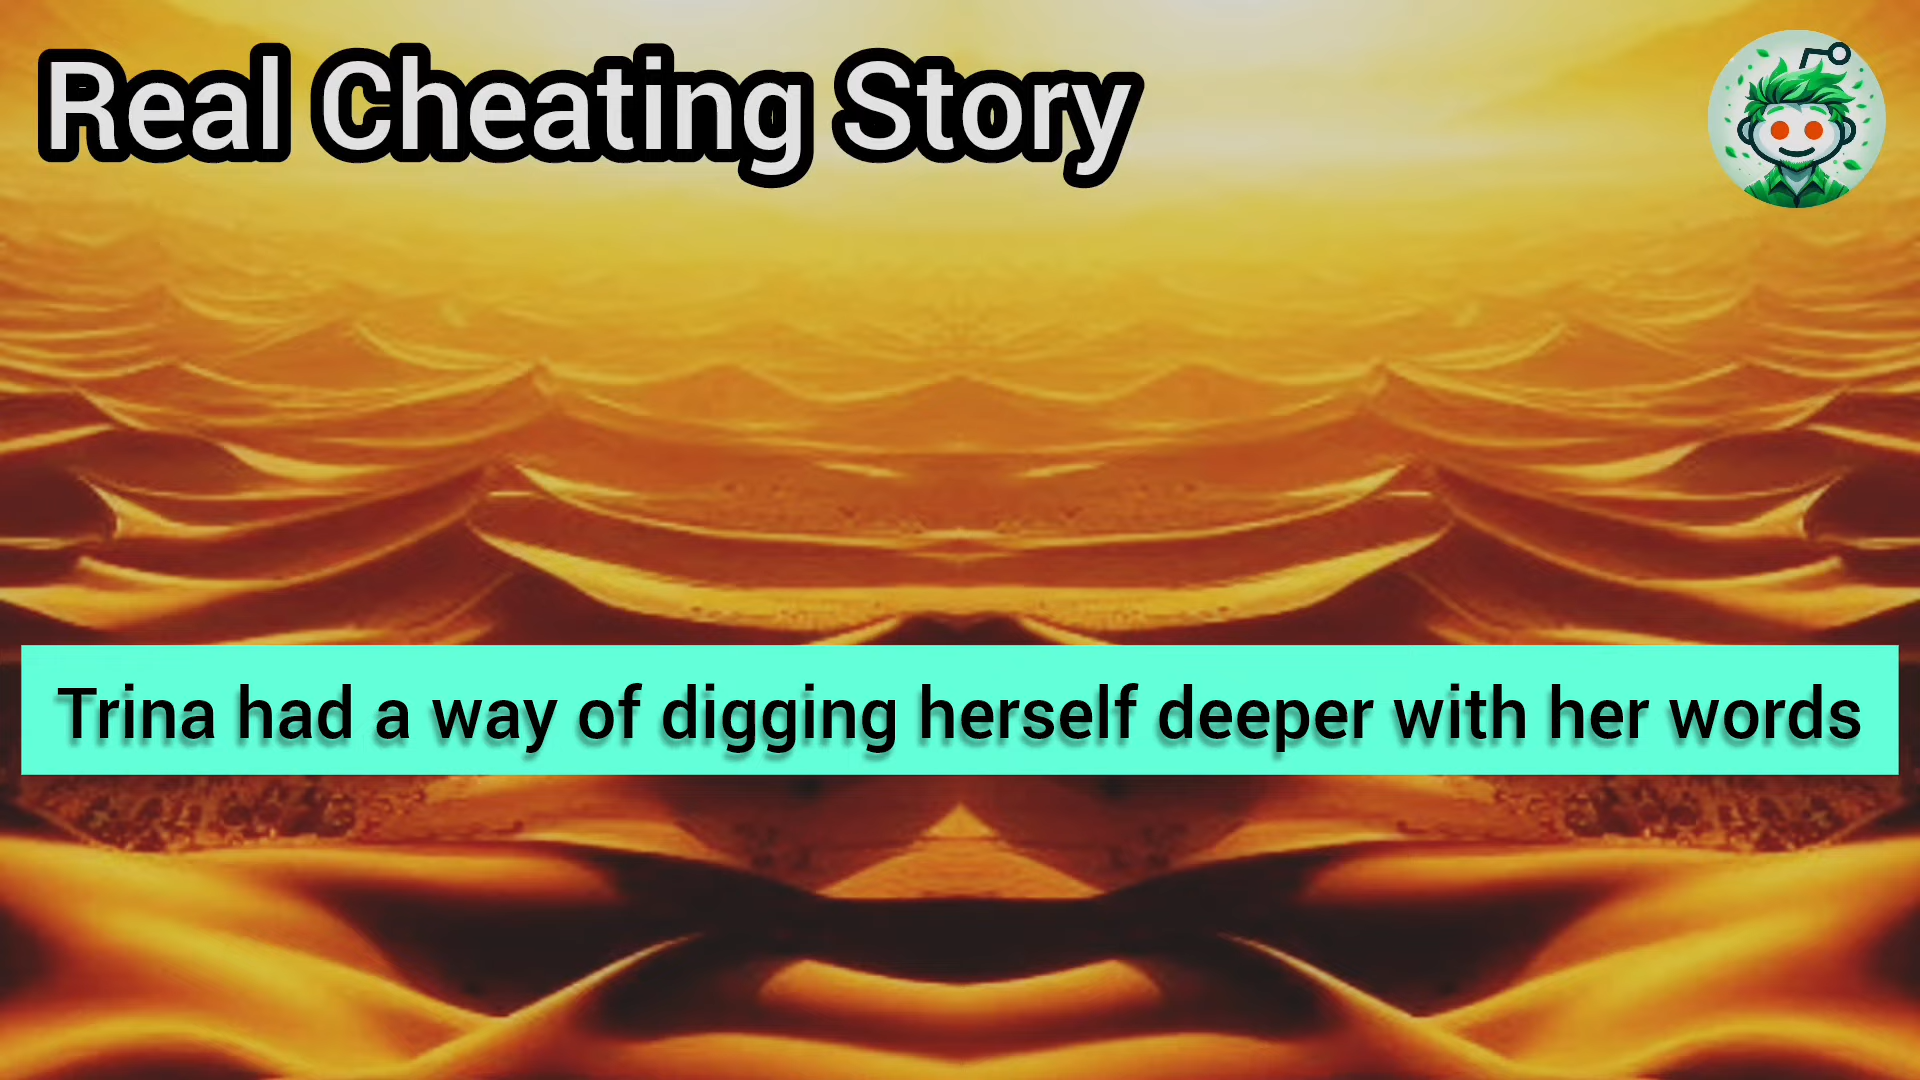 Real Cheating Story
Trina had a way of digging herself deeper with her words